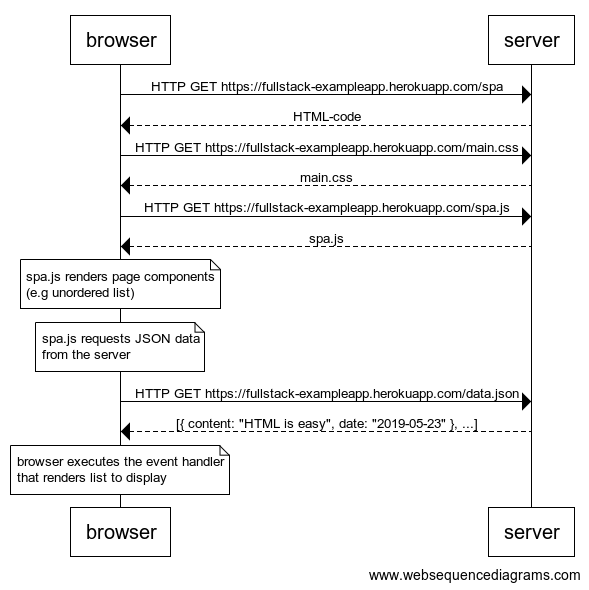 browser
server
HTTP GET https://fullstack-exampleapp.herokuapp.com/spa
HTML-code
HTTP GET https://fullstack-exampleapp.herokuapp.com/main.css
main.css
HTTP GET https://fullstack-exampleapp.herokuapp.com/spa.js
spa.js
spa.js renders page components
(e.g unordered list)
spa.js requests JSON data
from the server
HTTP GET https://fullstack-exampleapp.herokuapp.com/data.json
[{ content: "HTML is easy", date: "2019-05-23" }, ...]
browser executes the event handler
that renders list to display
browser
server
www.websequencediagrams.com